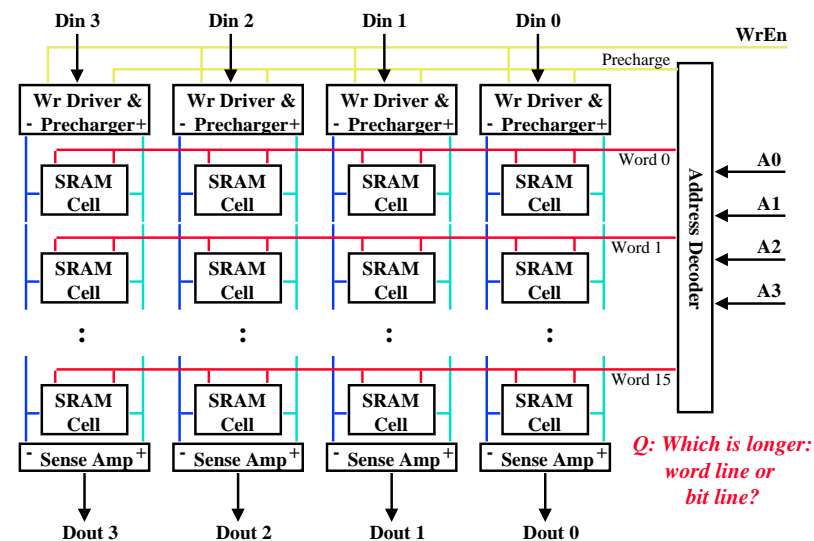 Din 3 Din 2 Din 1 Din 0
WrEn
Precharge
Wr Driver & Wr Driver & Wr Driver & Wr Driver &
- Precharger+ - Precharger+ - Precharger+ - Precharger+
Word 0
SRAM SRAM SRAM SRAM
Cell Cell Cell Cell
Word 1
SRAM SRAM SRAM SRAM
Cell Cell Cell Cell
: : : :
Word 15
SRAM SRAM SRAM SRAM
Cell Cell Cell Cell
- Sense Amp + - Sense Amp + - Sense Amp + - Sense Amp +
Dout 3 Dout 2 Dout 1 Dout 0
Address Decoder
A0
A1
A2
A3
Q: Which is longer:
word line or
bit line?